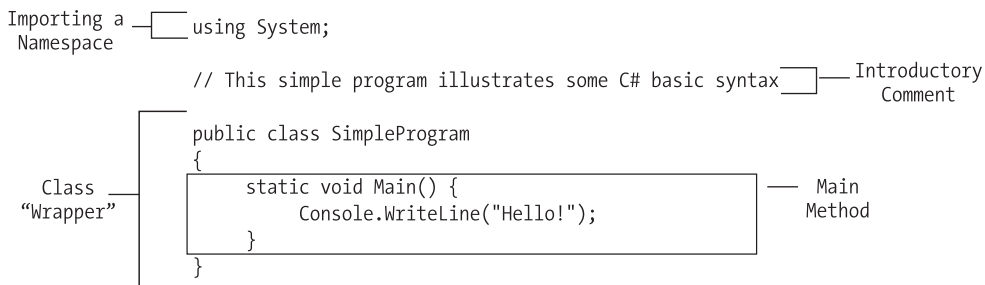 Importing a
Namespace
using System;
// This simple program illustrates some C# basic syntax
Introductory
Comment
public class SimpleProgram
{
static void Main() {
Console.WriteLine("Hello!");
}
}
Class
“Wrapper”
Main
Method